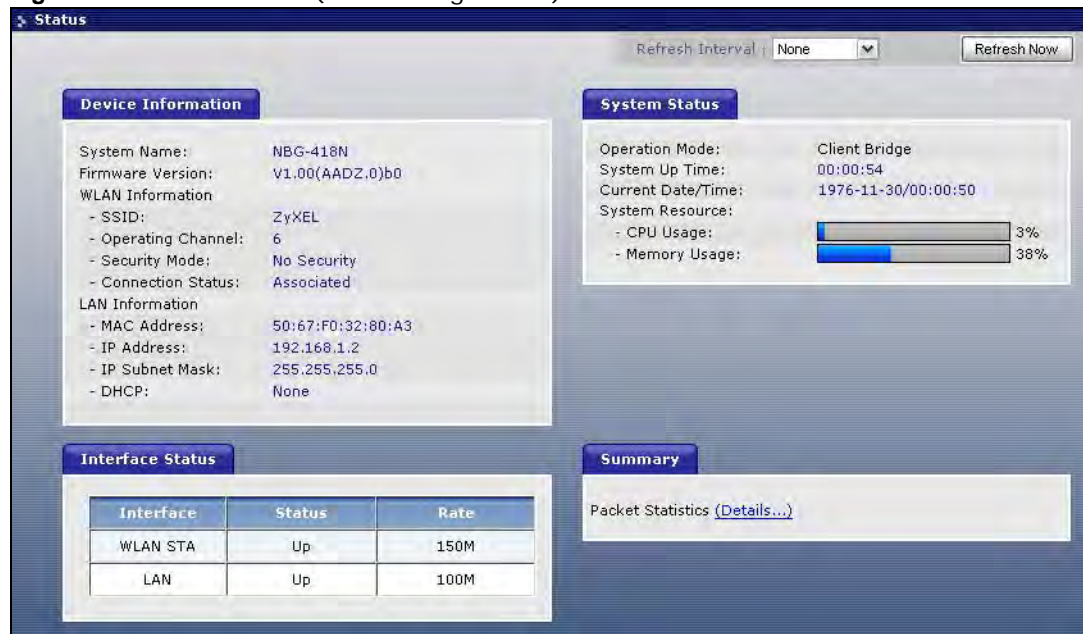 Status
Refresh Interval : None
Refresh Now
Device Information
System Name: NBG-418N
Firmware Version: V1.00(AADZ.0)b0
WLAN Information
- SSID: ZyXEL
- Operating Channel: 6
- Security Mode: No Security
- Connection Status: Associated
LAN Information
- MAC Address: 50:67:F0:32:80:A3
- IP Address: 192.168.1.2
- IP Subnet Mask: 255.255.255.0
- DHCP: None
System Status
Operation Mode: Client Bridge
System Up Time: 00:00:54
Current Date/Time: 1976-11-30/00:00:50
System Resource:
- CPU Usage: 3%
- Memory Usage: 38%
Interface Status
Interface Status Rate
WLAN STA Up 150M
LAN Up 100M
Summary
Packet Statistics (Details...)